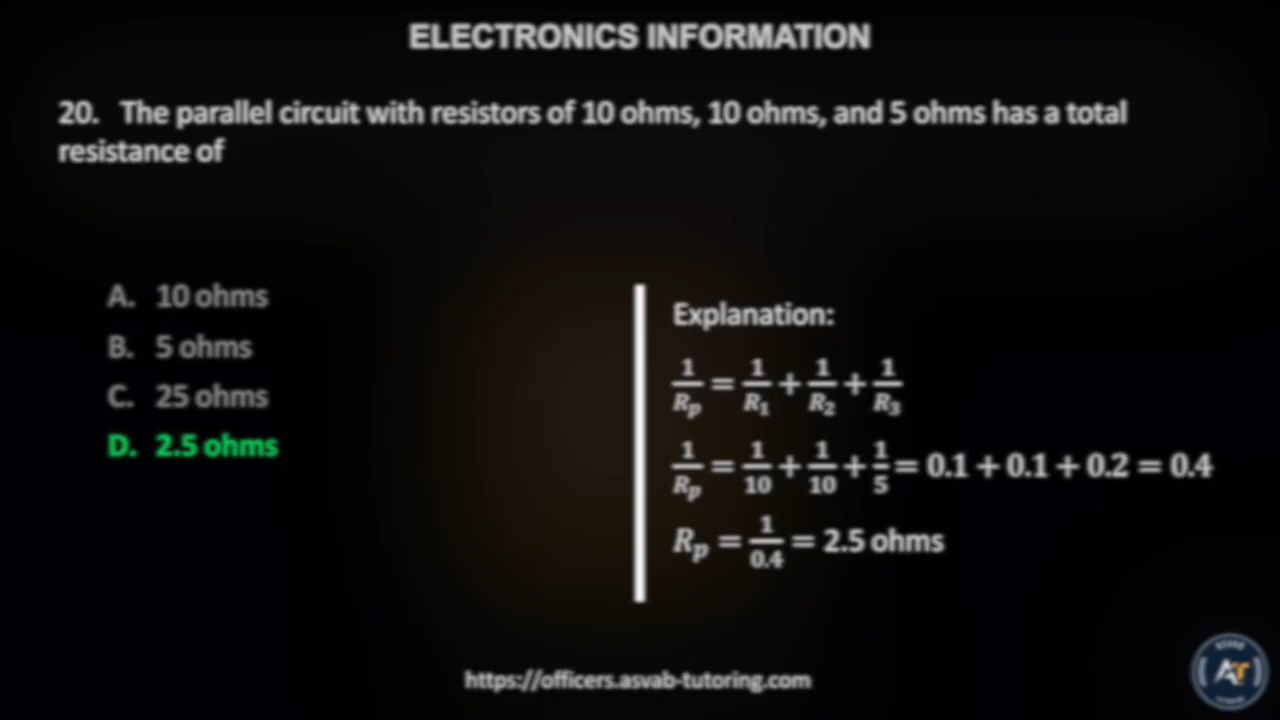 ELECTRONICS INFORMATION
20. The parallel circuit with resistors of 10 ohms, 10 ohms, and 5 ohms has a total
resistance of
A. 10 ohms
B. 5 ohms
C. 25 ohms
D. 2.5 ohms
Explanation:
1/Rp = 1/R1 + 1/R2 + 1/R3
1/Rp = 1/10 + 1/10 + 1/5 = 0.1 + 0.1 + 0.2 = 0.4
Rp = 1/0.4 = 2.5 ohms
https://officers.asvab-tutoring.com
AT